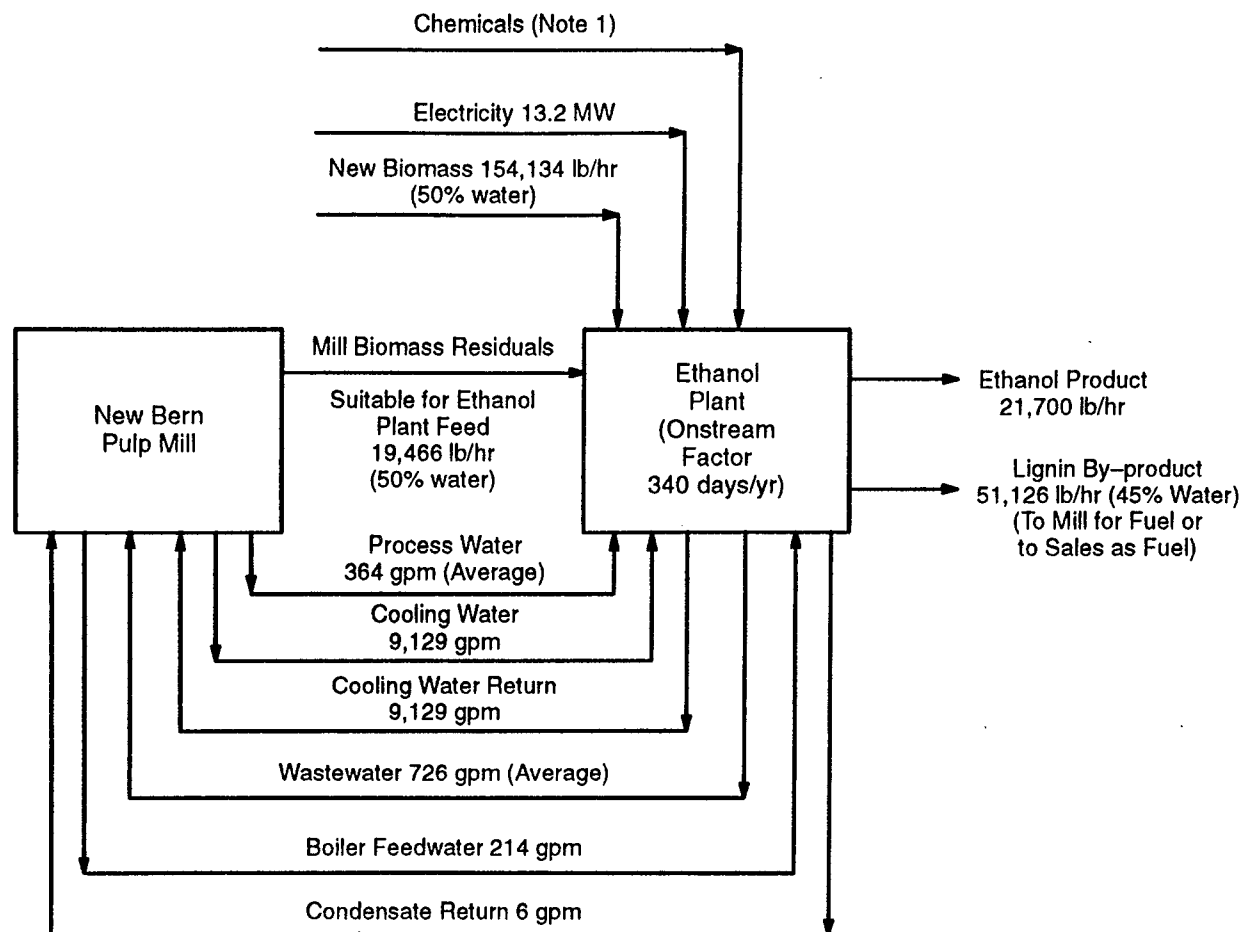 Chemicals (Note 1)
Electricity 13.2 MW
New Biomass 154,134 lb/hr
(50% water)
New Bern
Pulp Mill
Mill Biomass Residuals
Suitable for Ethanol
Plant Feed
19,466 lb/hr
(50% water)
Ethanol
Plant
(Onstream
Factor
340 days/yr)
Ethanol Product
21,700 lb/hr
Lignin By–product
51,126 lb/hr (45% Water)
(To Mill for Fuel or
to Sales as Fuel)
Process Water
364 gpm (Average)
Cooling Water
9,129 gpm
Cooling Water Return
9,129 gpm
Wastewater 726 gpm (Average)
Boiler Feedwater 214 gpm
Condensate Return 6 gpm